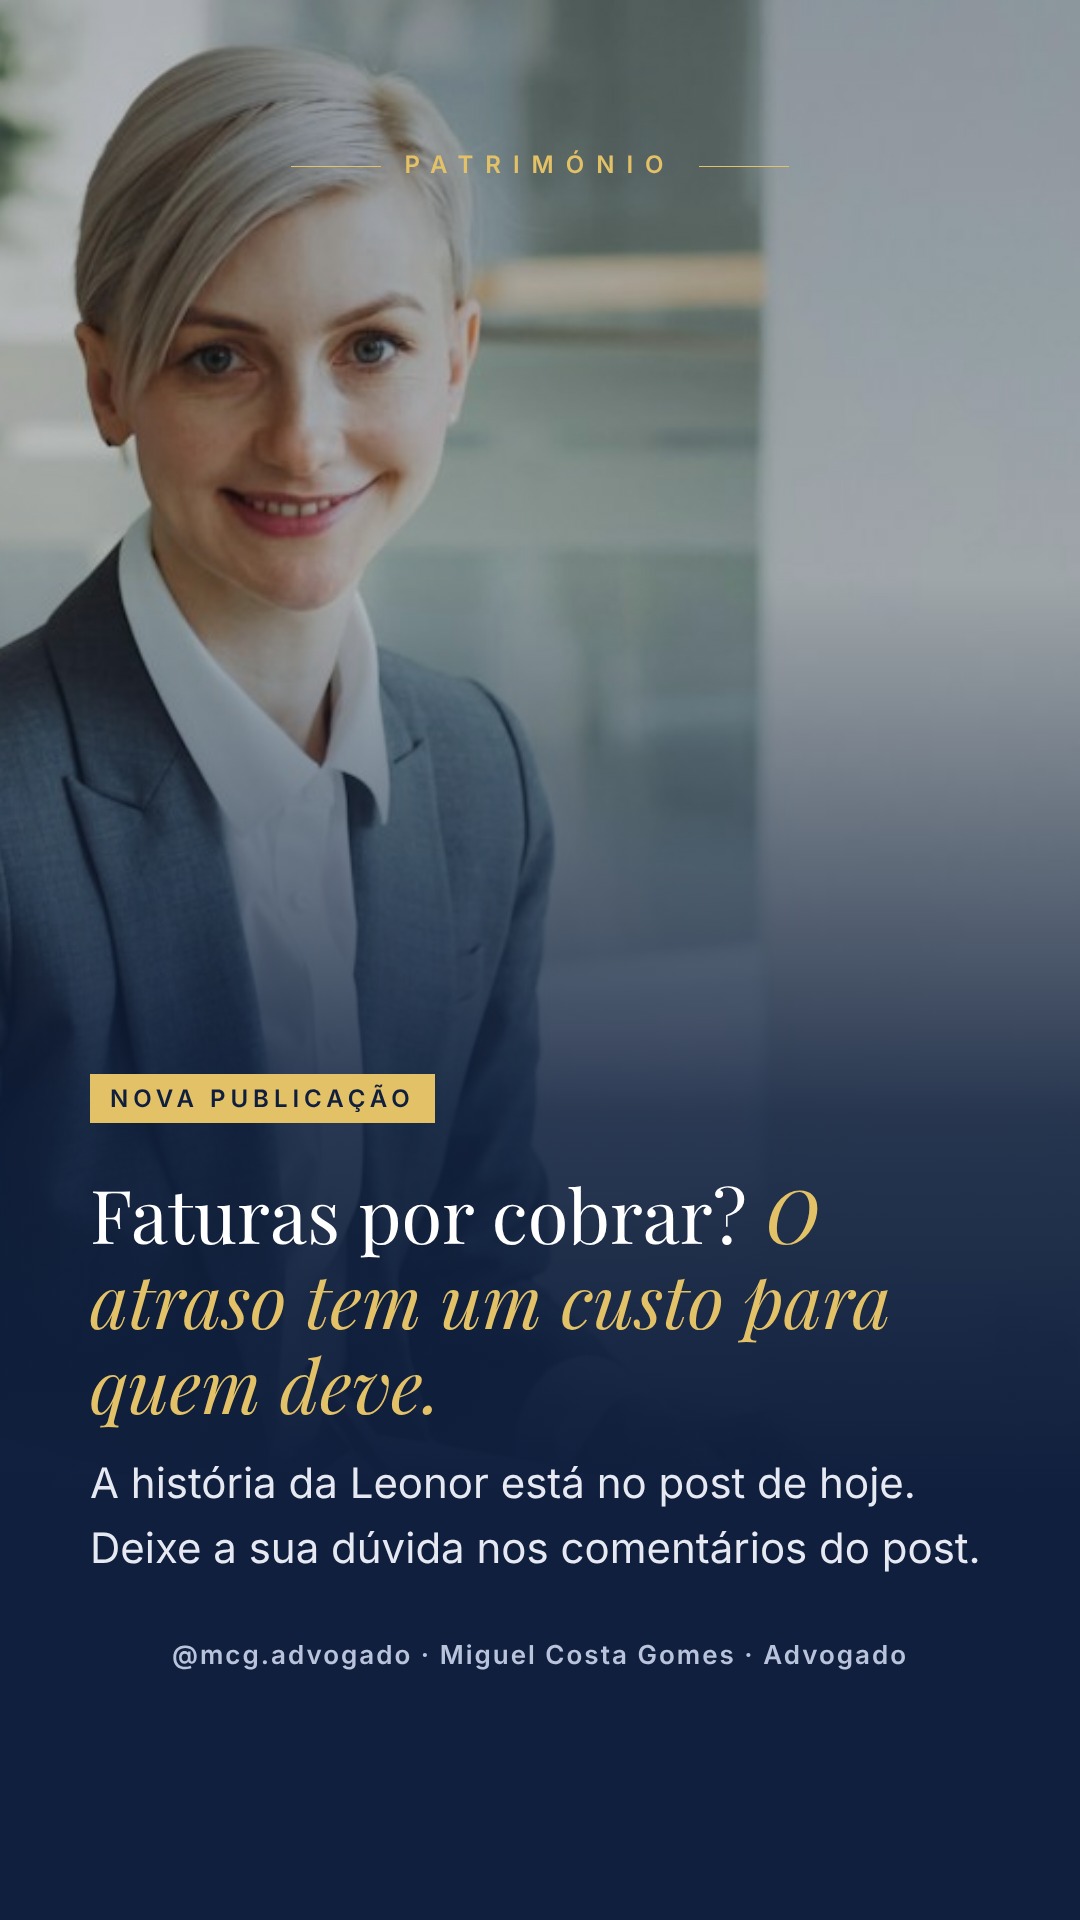 PATRIMÓNIO
NOVA PUBLICAÇÃO
Faturas por cobrar? O
atraso tem um custo para
quem deve.
A história da Leonor está no post de hoje.
Deixe a sua dúvida nos comentários do post.
@mcg.advogado · Miguel Costa Gomes · Advogado